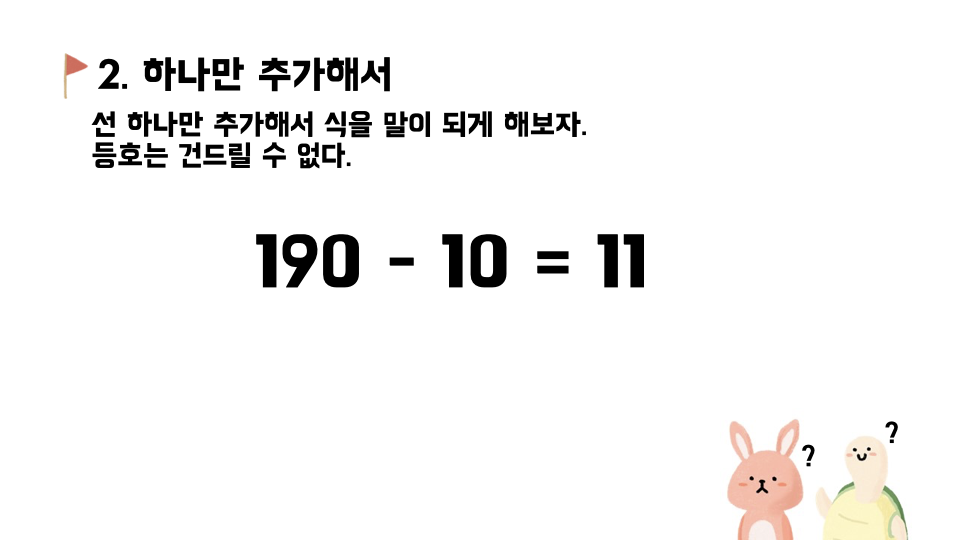 2. 하나만 추가해서
선 하나만 추가해서 식을 말이 되게 해보자.
등호는 건드릴 수 없다.
190 - 10 = 11
?
?